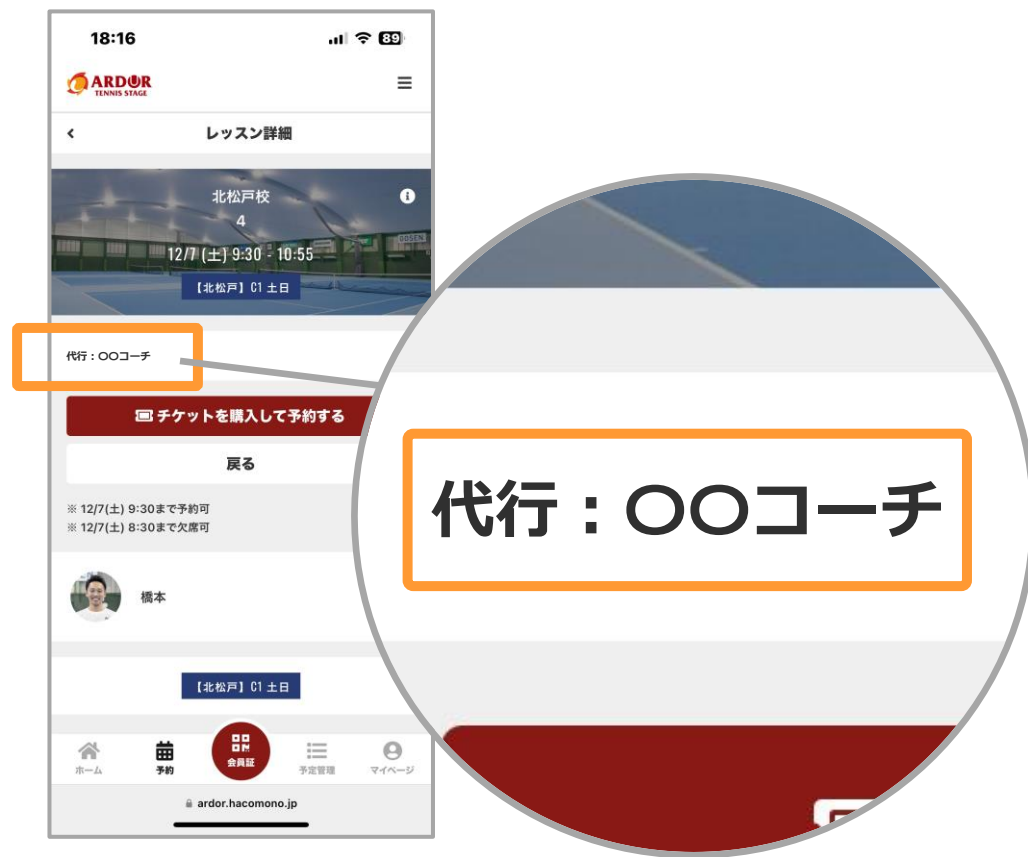 18:16
89
ARDOR
TENNIS STAGE
レッスン詳細
北松戸校
4
12/7 (土) 9:30 - 10:55
GOSEN
【北松戸】C1 土日
代行：〇〇コーチ
チケットを購入して予約する
戻る
※ 12/7(土) 9:30まで予約可
※ 12/7(土) 8:30まで欠席可
橋本
【北松戸】C1 土日
ホーム
予約
会員証
予定管理
マイページ
ardor.hacomono.jp
代行：〇〇コーチ